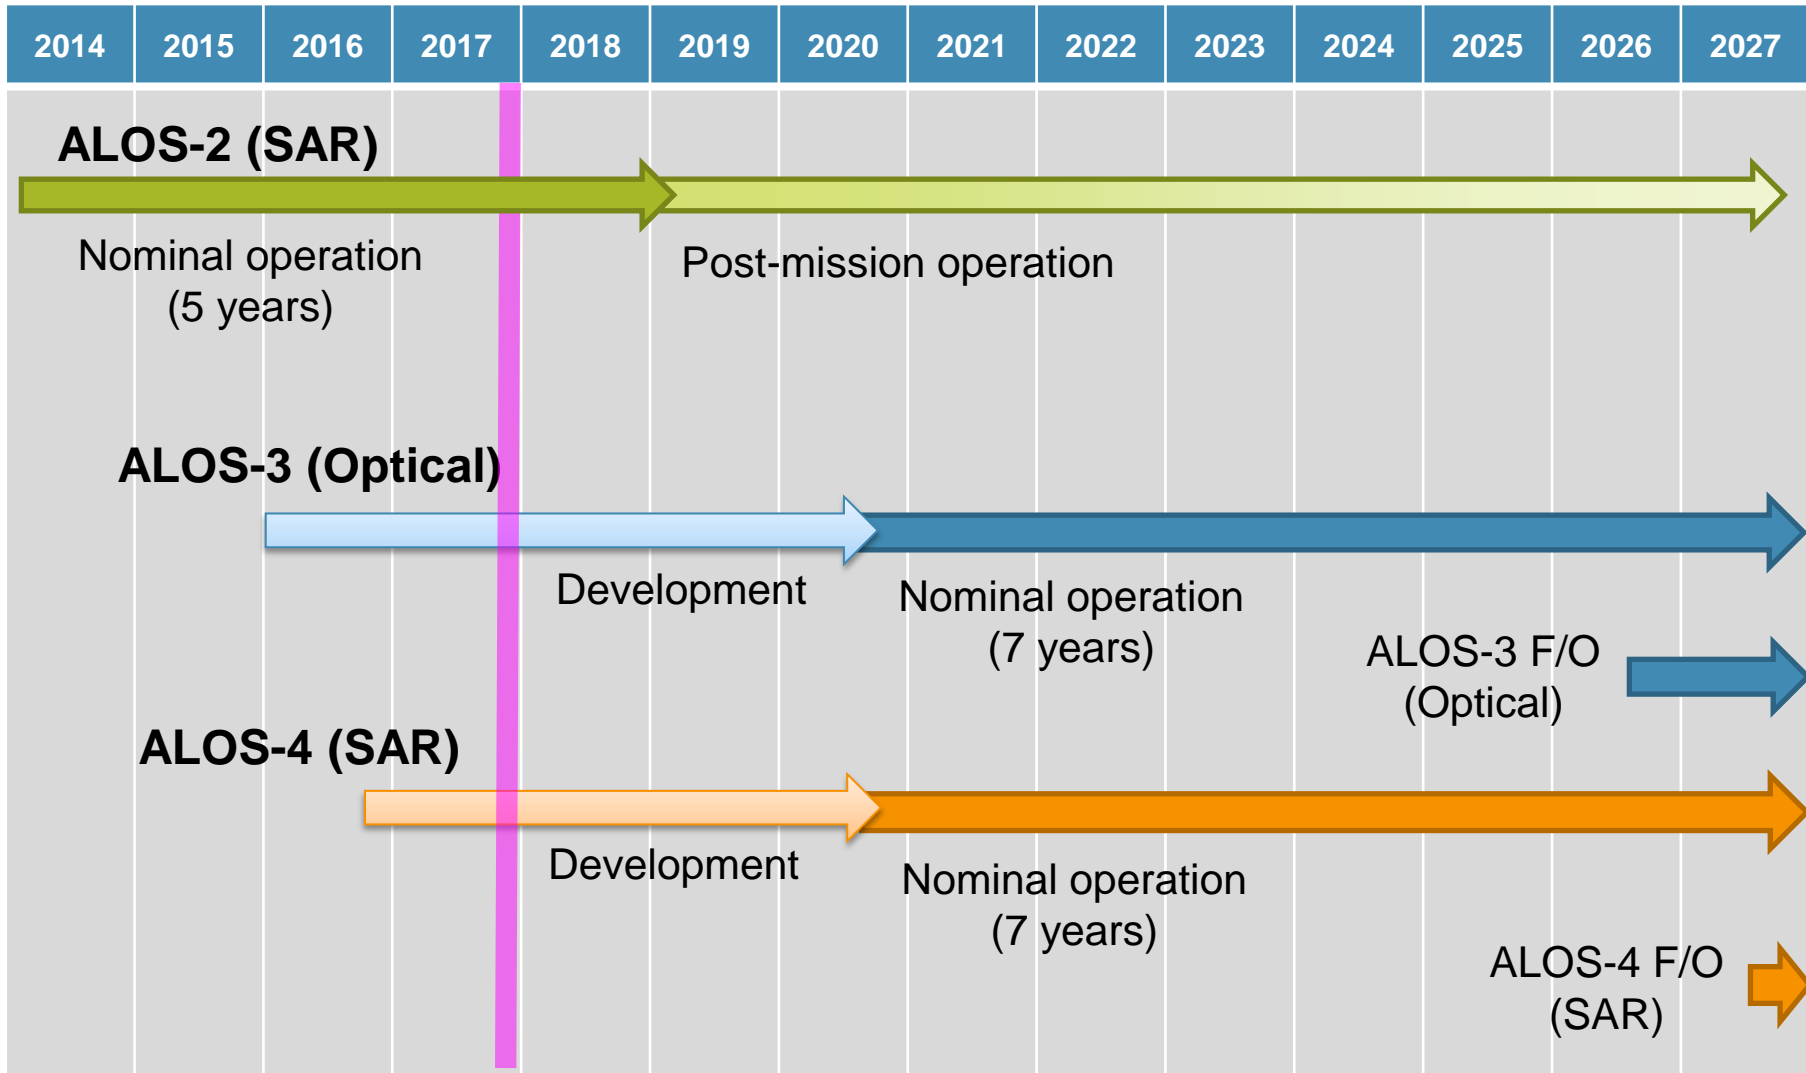 2014 2015 2016 2017 2018 2019 2020 2021 2022 2023 2024 2025 2026 2027
ALOS-2 (SAR)
Nominal operation
(5 years)
Post-mission operation
ALOS-3 (Optical)
Development
Nominal operation
(7 years)
ALOS-3 F/O
(Optical)
ALOS-4 (SAR)
Development
Nominal operation
(7 years)
ALOS-4 F/O
(SAR)